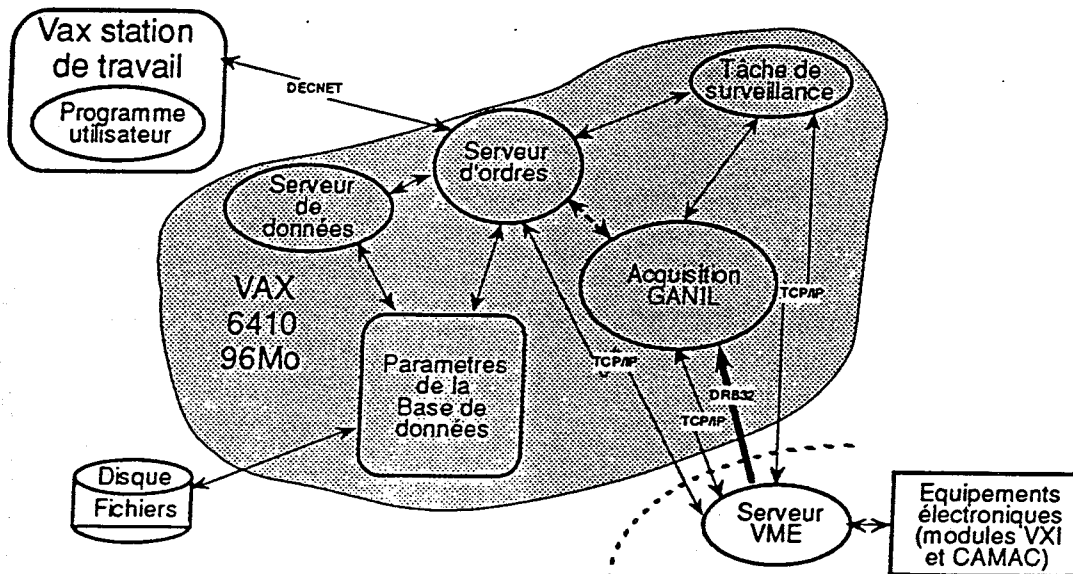 Vax station
de travail
Programme
utilisateur
DECNET
Tâche de
surveillance
Serveur
d'ordres
Serveur
de
données
VAX
6410
96Mo
Acquisition
GANIL
TCP/IP
Parametres
de la
Base de
données
TCP/IP
TCP/IP
DRB32
Disque
Fichiers
Serveur
VME
Equipements
électroniques
(modules VXI
et CAMAC)